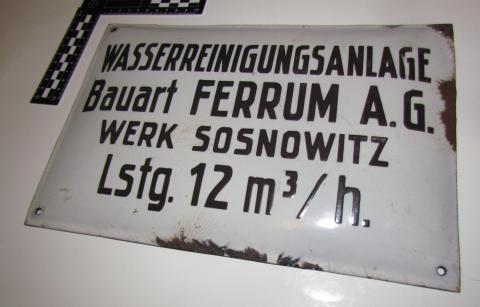 WASSERREINIGUNGSANLAGE
Bauart FERRUM A.G.
WERK SOSNOWITZ
Lstg. 12 m³/h.